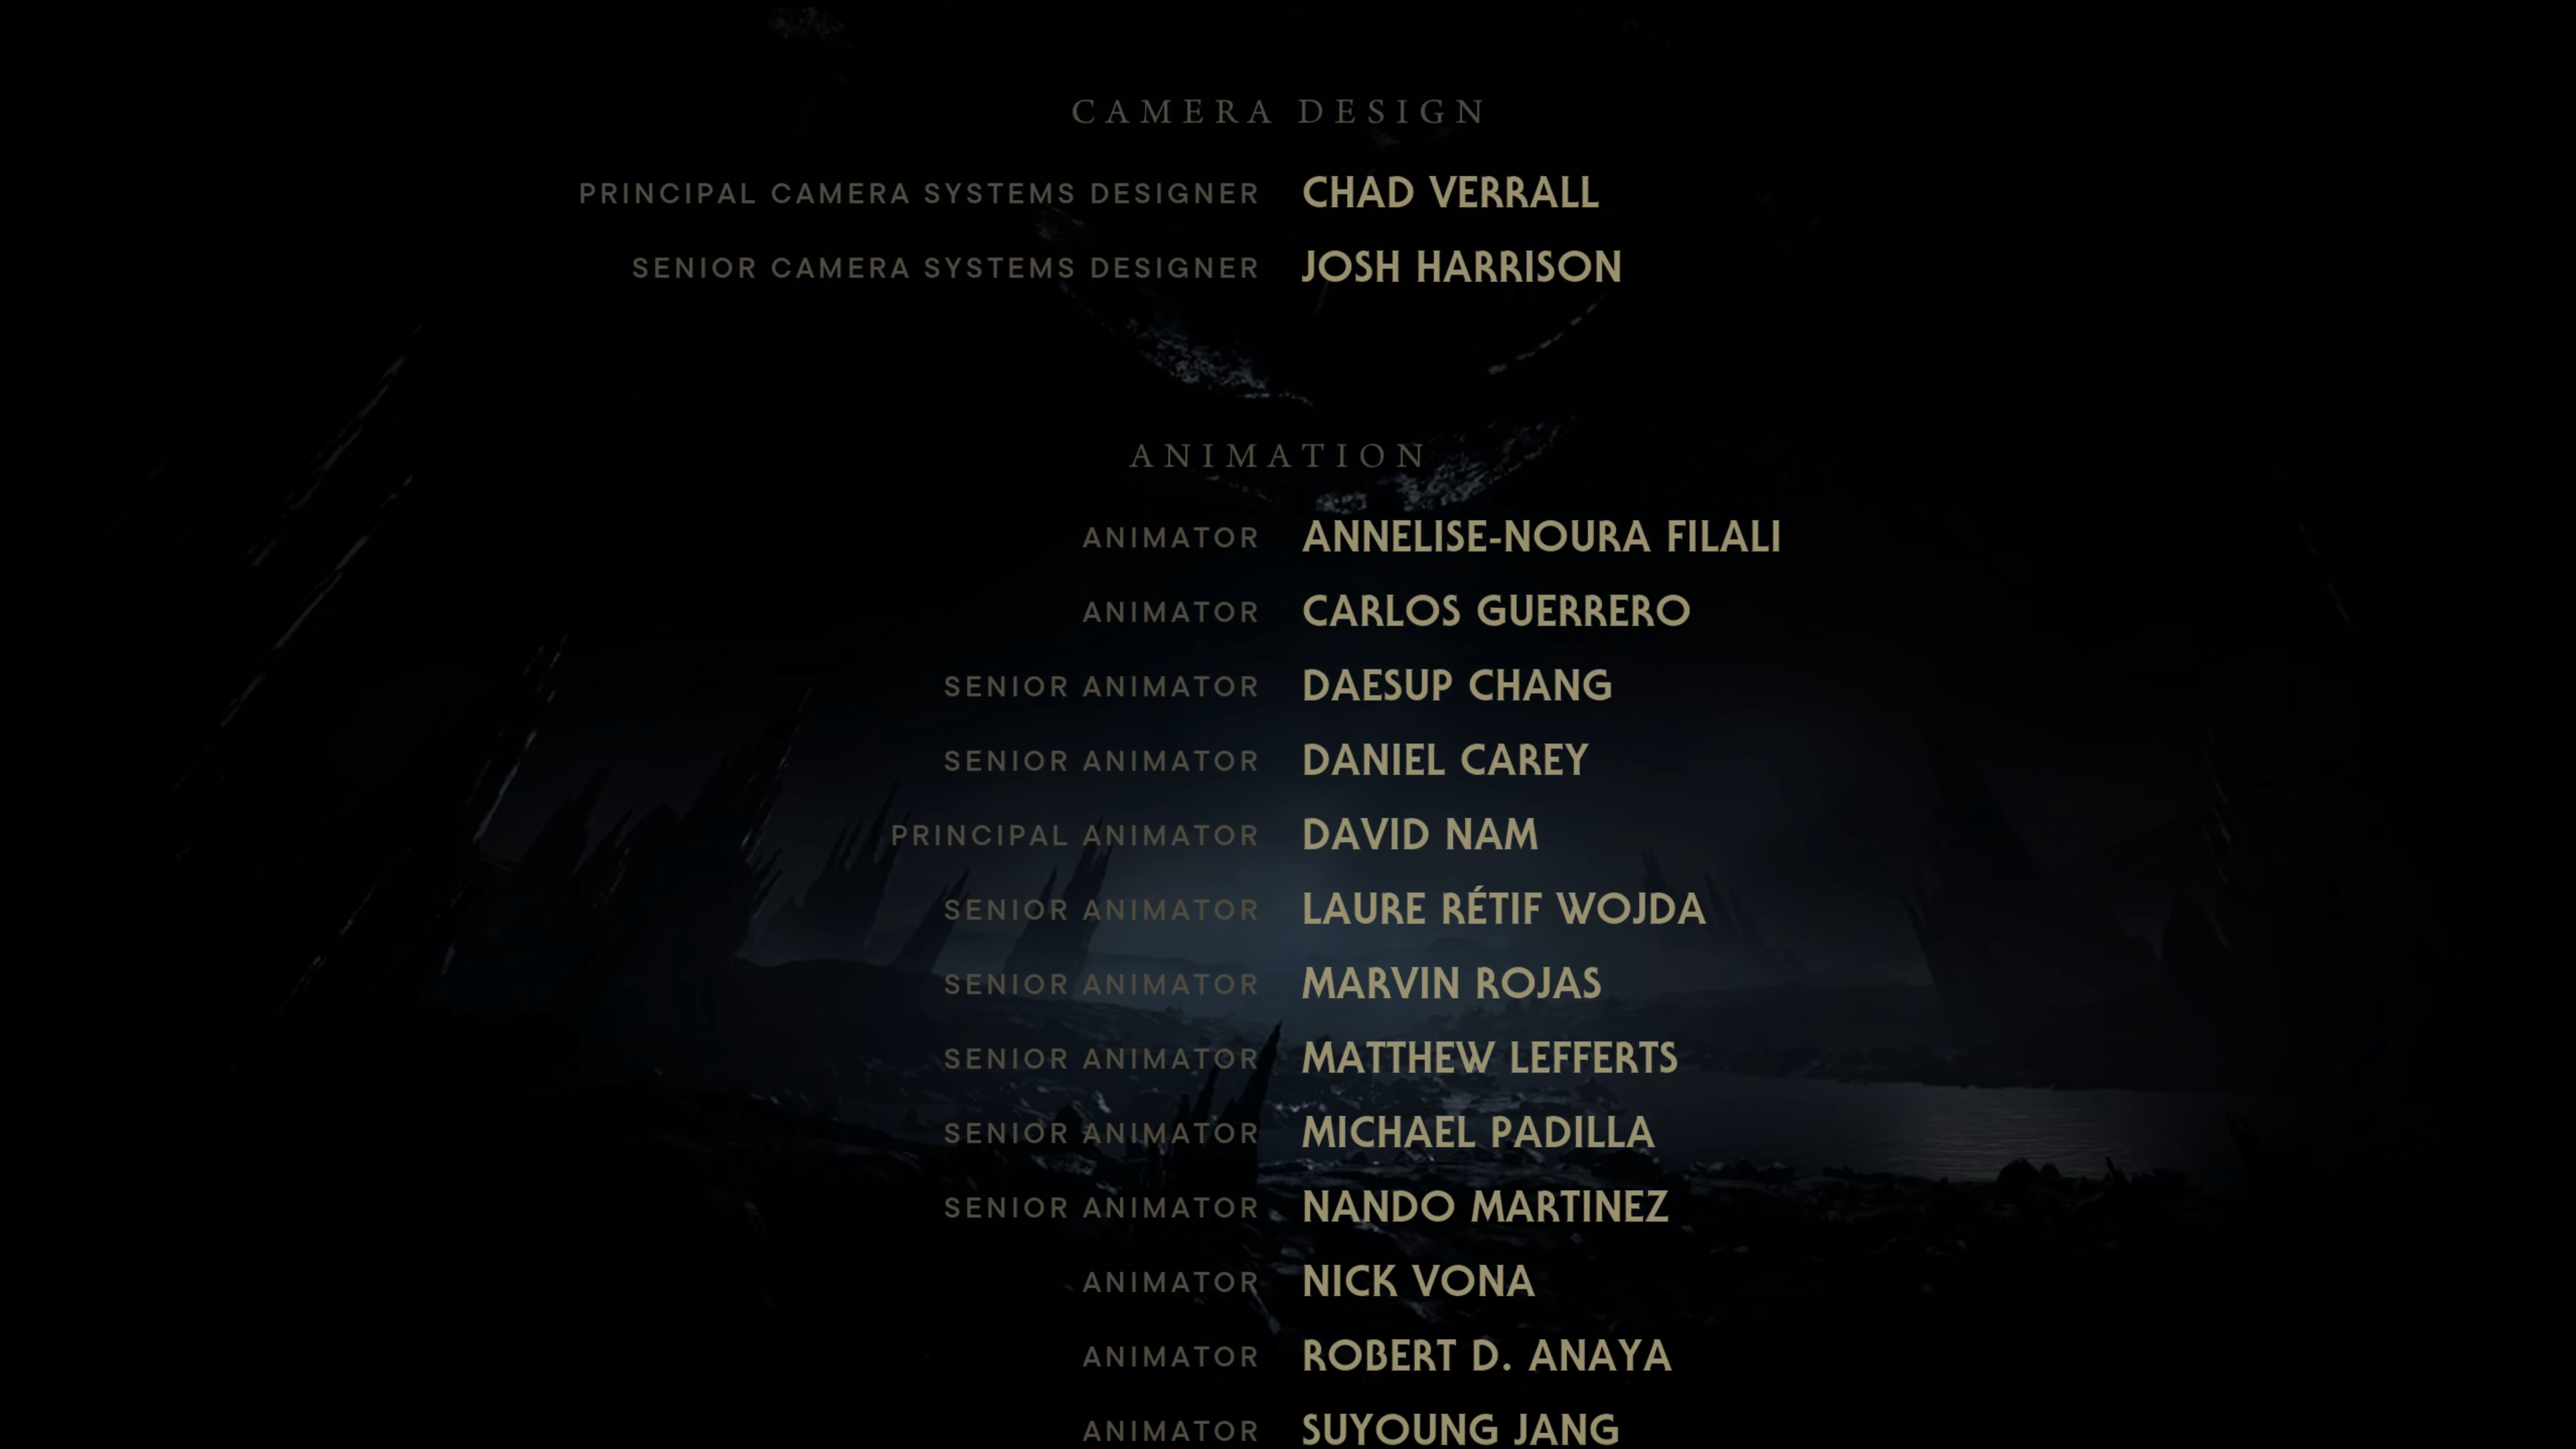 CAMERA DESIGN
PRINCIPAL CAMERA SYSTEMS DESIGNER CHAD VERRALL
SENIOR CAMERA SYSTEMS DESIGNER JOSH HARRISON
ANIMATION
ANIMATOR ANNELISE-NOURA FILALI
ANIMATOR CARLOS GUERRERO
SENIOR ANIMATOR DAESUP CHANG
SENIOR ANIMATOR DANIEL CAREY
PRINCIPAL ANIMATOR DAVID NAM
SENIOR ANIMATOR LAURE RÉTIF WOJDA
SENIOR ANIMATOR MARVIN ROJAS
SENIOR ANIMATOR MATTHEW LEFFERTS
SENIOR ANIMATOR MICHAEL PADILLA
SENIOR ANIMATOR NANDO MARTINEZ
ANIMATOR NICK VONA
ANIMATOR ROBERT D. ANAYA
ANIMATOR SUYOUNG JANG